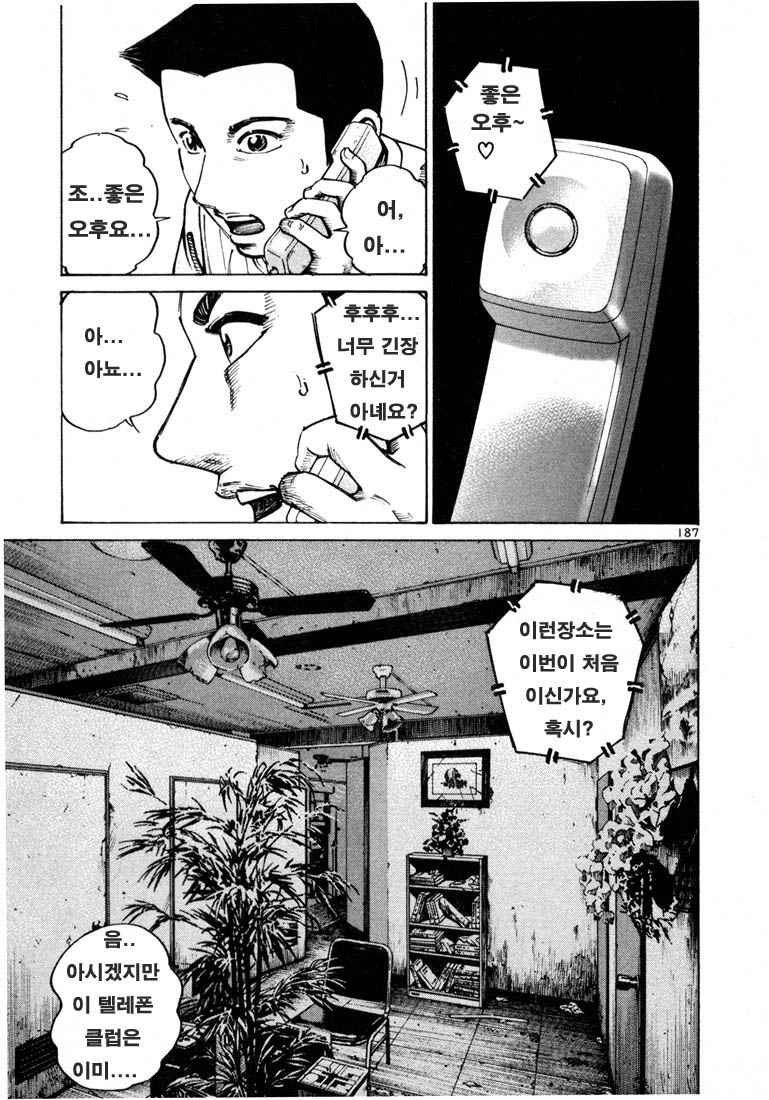 좋은
오후~
♡
어,
아...
조..좋은
오후요...
후후후...
너무 긴장
하신거
아녜요?
아...
아뇨...
187
이런장소는
이번이 처음
이신가요,
혹시?
음..
아시겠지만
이 텔레폰
클럽은
이미....